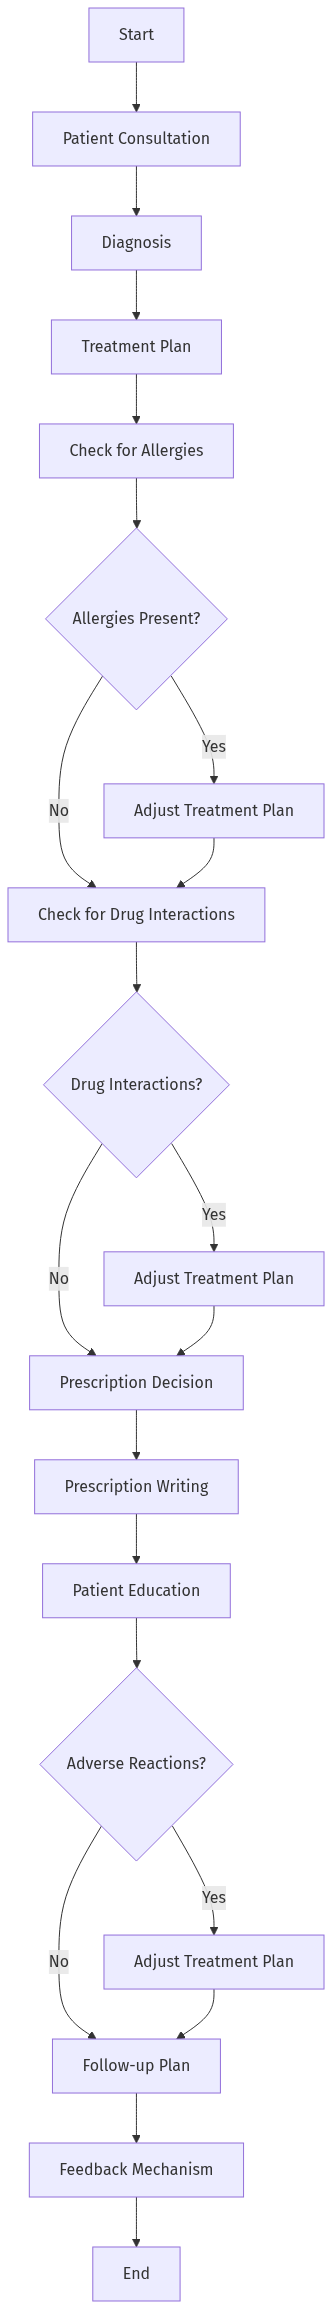 Start
Patient Consultation
Diagnosis
Treatment Plan
Check for Allergies
Allergies Present?
Yes
No
Adjust Treatment Plan
Check for Drug Interactions
Drug Interactions?
Yes
No
Adjust Treatment Plan
Prescription Decision
Prescription Writing
Patient Education
Adverse Reactions?
Yes
No
Adjust Treatment Plan
Follow-up Plan
Feedback Mechanism
End